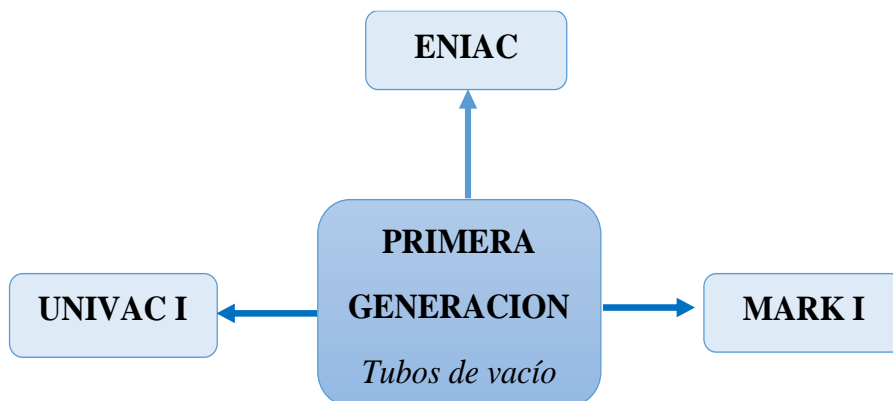 ENIAC
PRIMERA
GENERACION
Tubos de vacío
UNIVAC I
MARK I